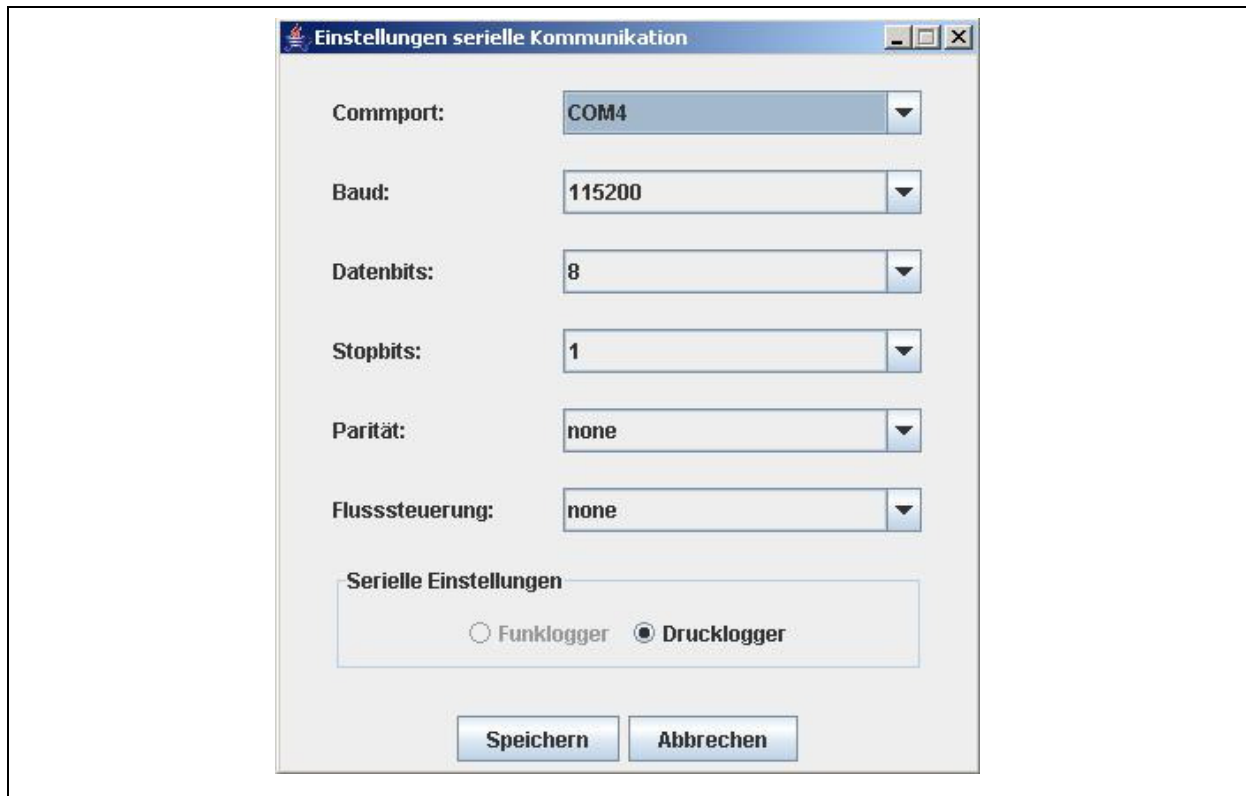 Einstellungen serielle Kommunikation
Commport: COM4
Baud: 115200
Datenbits: 8
Stopbits: 1
Parität: none
Flusssteuerung: none
Serielle Einstellungen
Funklogger Drucklogger
Speichern Abbrechen